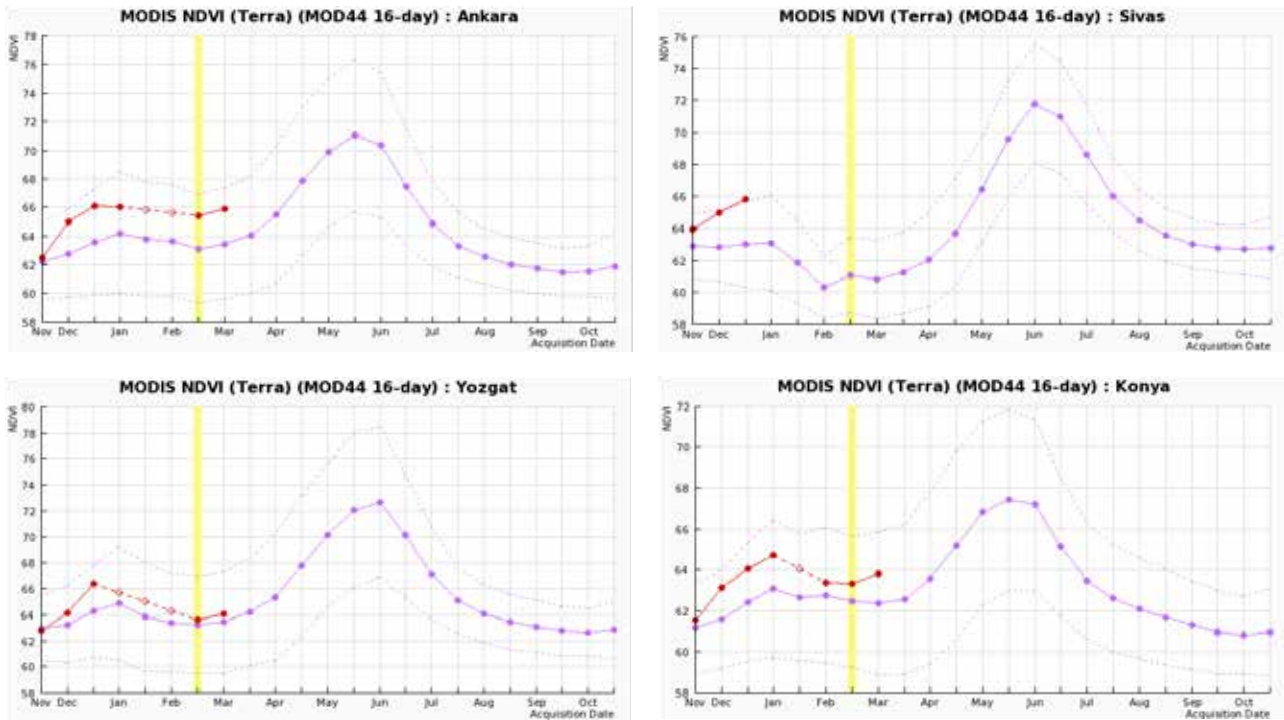 MODIS NDVI (Terra) (MOD44 16-day) : Ankara
NDVI
78
76
74
72
70
68
66
64
62
60
58
Nov Dec Jan Feb Mar Apr May Jun Jul Aug Sep Oct
Acquisition Date
MODIS NDVI (Terra) (MOD44 16-day) : Sivas
NDVI
76
74
72
70
68
66
64
62
60
58
Nov Dec Jan Feb Mar Apr May Jun Jul Aug Sep Oct
Acquisition Date
MODIS NDVI (Terra) (MOD44 16-day) : Yozgat
NDVI
80
78
76
74
72
70
68
66
64
62
60
58
Nov Dec Jan Feb Mar Apr May Jun Jul Aug Sep Oct
Acquisition Date
MODIS NDVI (Terra) (MOD44 16-day) : Konya
NDVI
72
70
68
66
64
62
60
58
Nov Dec Jan Feb Mar Apr May Jun Jul Aug Sep Oct
Acquisition Date